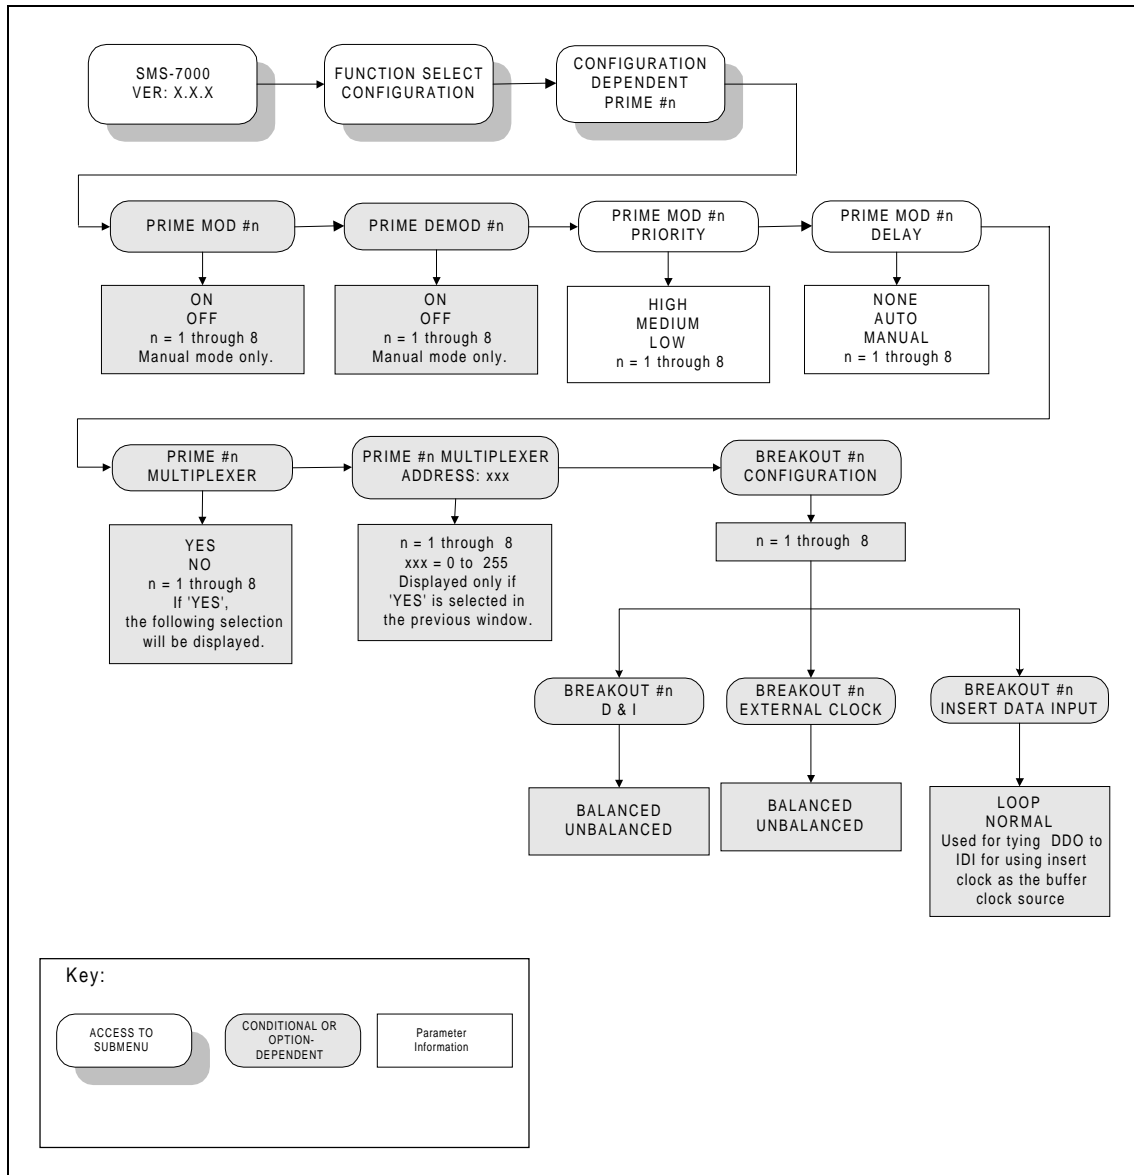 SMS-7000
VER: X.X.X
FUNCTION SELECT
CONFIGURATION
CONFIGURATION
DEPENDENT
PRIME #n
PRIME MOD #n
PRIME DEMOD #n
PRIME MOD #n
PRIORITY
PRIME MOD #n
DELAY
ON
OFF
n = 1 through 8
Manual mode only.
ON
OFF
n = 1 through 8
Manual mode only.
HIGH
MEDIUM
LOW
n = 1 through 8
NONE
AUTO
MANUAL
n = 1 through 8
PRIME #n
MULTIPLEXER
PRIME #n MULTIPLEXER
ADDRESS: xxx
BREAKOUT #n
CONFIGURATION
YES
NO
n = 1 through 8
If 'YES',
the following selection
will be displayed.
n = 1 through 8
xxx = 0 to 255
Displayed only if
'YES' is selected in
the previous window.
n = 1 through 8
BREAKOUT #n
D & I
BREAKOUT #n
EXTERNAL CLOCK
BREAKOUT #n
INSERT DATA INPUT
BALANCED
UNBALANCED
BALANCED
UNBALANCED
LOOP
NORMAL
Used for tying DDO to
IDI for using insert
clock as the buffer
clock source
Key:
ACCESS TO
SUBMENU
CONDITIONAL OR
OPTION-
DEPENDENT
Parameter
Information